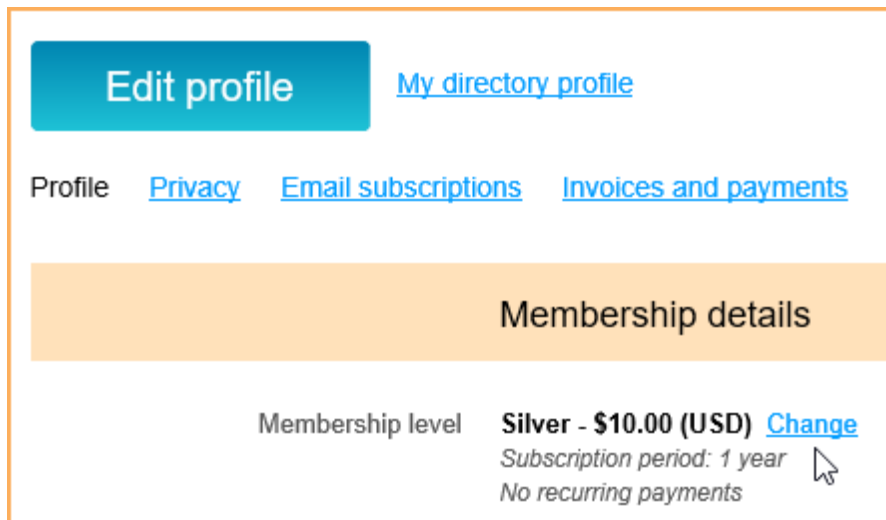 Edit profile My directory profile
Profile Privacy Email subscriptions Invoices and payments
Membership details
Membership level Silver - $10.00 (USD) Change
Subscription period: 1 year
No recurring payments